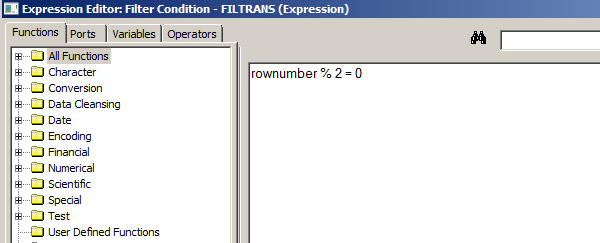 Expression Editor: Filter Condition - FILTRANS (Expression)
Functions Ports Variables Operators
All Functions
Character
Conversion
Data Cleansing
Date
Encoding
Financial
Numerical
Scientific
Special
Test
User Defined Functions
rownumber % 2 = 0